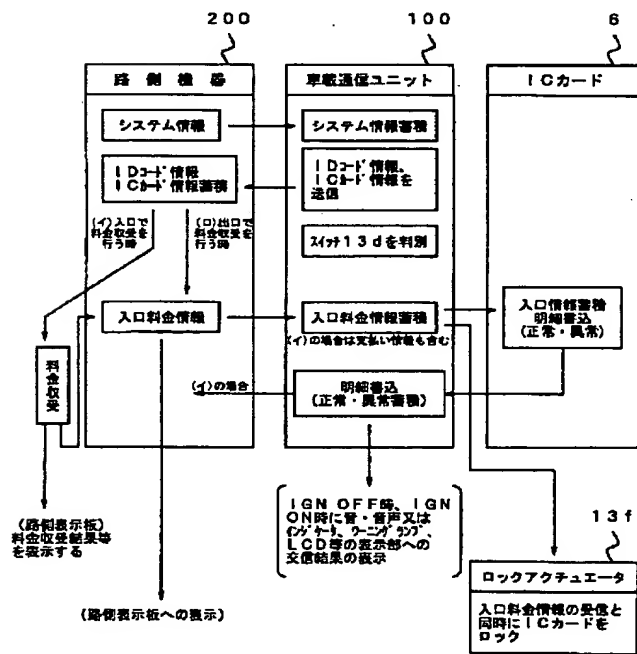 200
100
6
路側機器
車載通信ユニット
ICカード
システム情報
システム情報蓄積
IDコード情報
ICカード情報蓄積
IDコード情報、
ICカード情報を
送信
(イ)入口で
料金収受を
行う時
(ロ)出口で
料金収受を
行う時
スイッチ13dを判別
入口料金情報
入口料金情報蓄積
(イ)の場合は支払い情報も含む
入口情報蓄積
明細書込
(正常・異常)
料金収受
(イ)の場合
明細書込
(正常・異常蓄積)
(路側表示板)
料金収受結果等
を表示する
IGN OFF時、IGN
ON時に音・音声又は
インジケータ、ワーニングランプ、
LCD等の表示部への
交信結果の表示
(路側表示板への表示)
13f
ロックアクチュエータ
入口料金情報の受信と
同時にICカードを
ロック